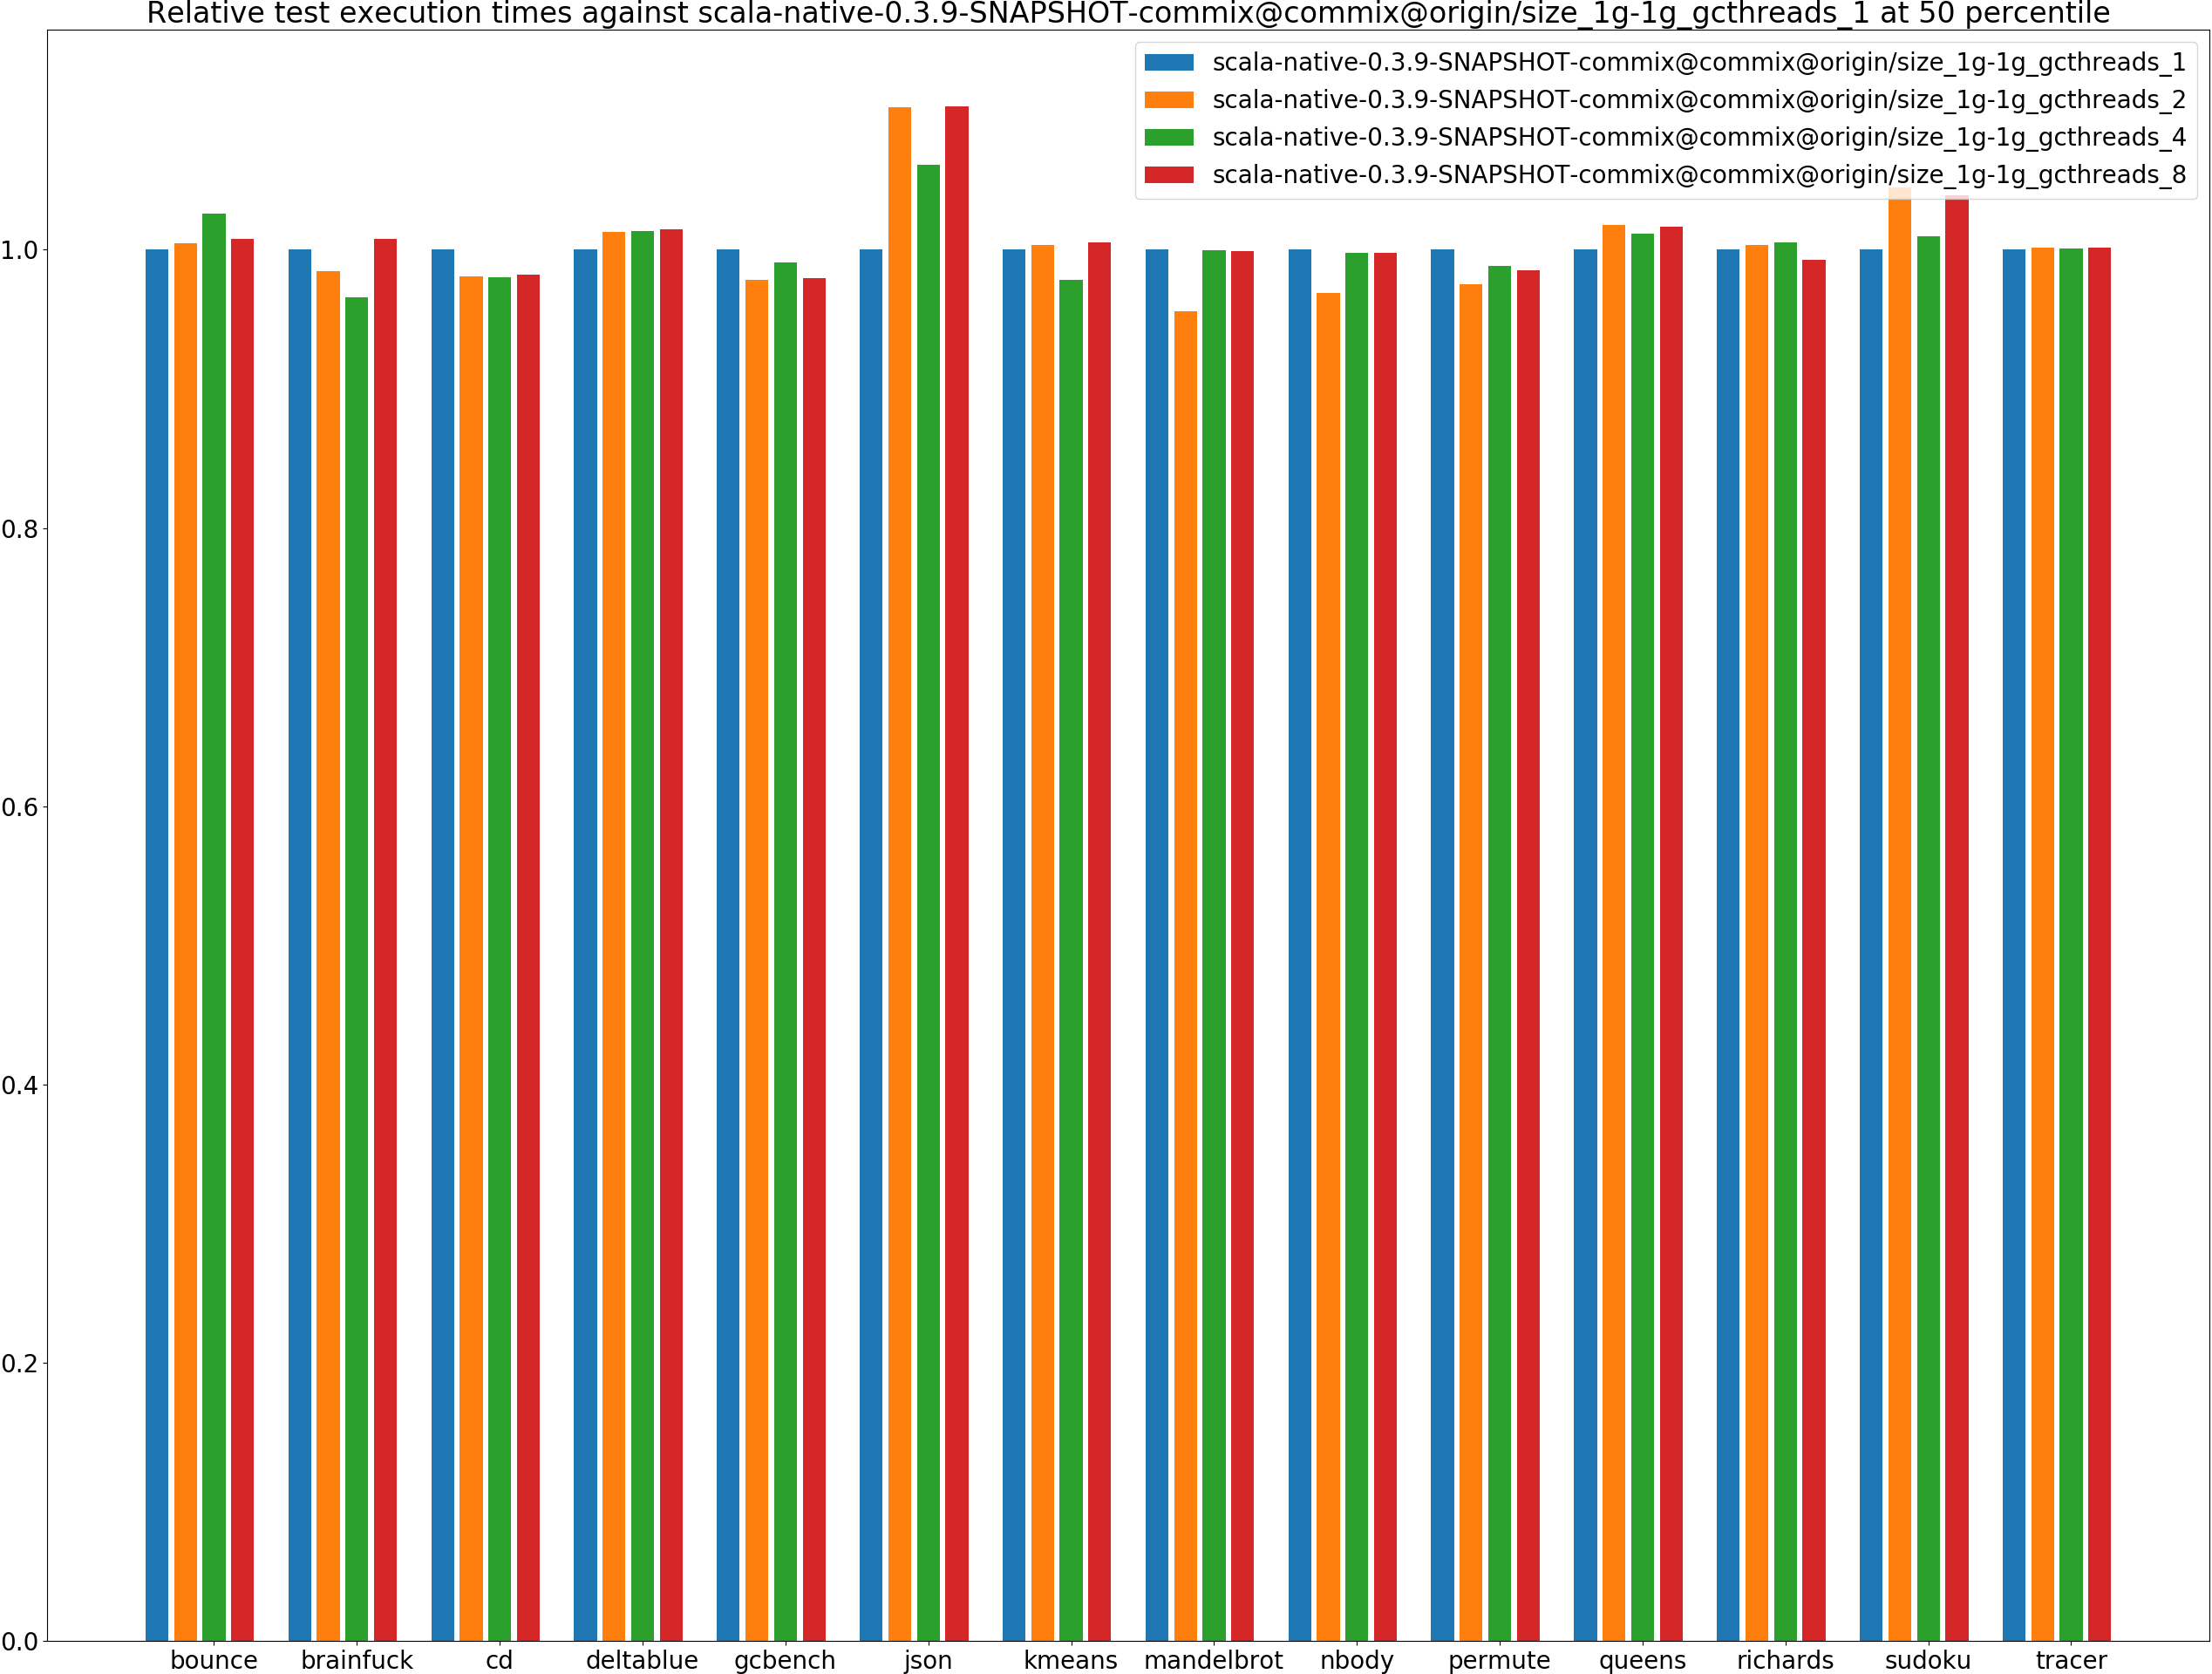 Relative test execution times against scala-native-0.3.9-SNAPSHOT-commix@commix@origin/size_1g-1g_gcthreads_1 at 50 percentile
scala-native-0.3.9-SNAPSHOT-commix@commix@origin/size_1g-1g_gcthreads_1
scala-native-0.3.9-SNAPSHOT-commix@commix@origin/size_1g-1g_gcthreads_2
scala-native-0.3.9-SNAPSHOT-commix@commix@origin/size_1g-1g_gcthreads_4
scala-native-0.3.9-SNAPSHOT-commix@commix@origin/size_1g-1g_gcthreads_8
1.0
0.8
0.6
0.4
0.2
0.0
bounce brainfuck cd deltablue gcbench json kmeans mandelbrot nbody permute queens richards sudoku tracer